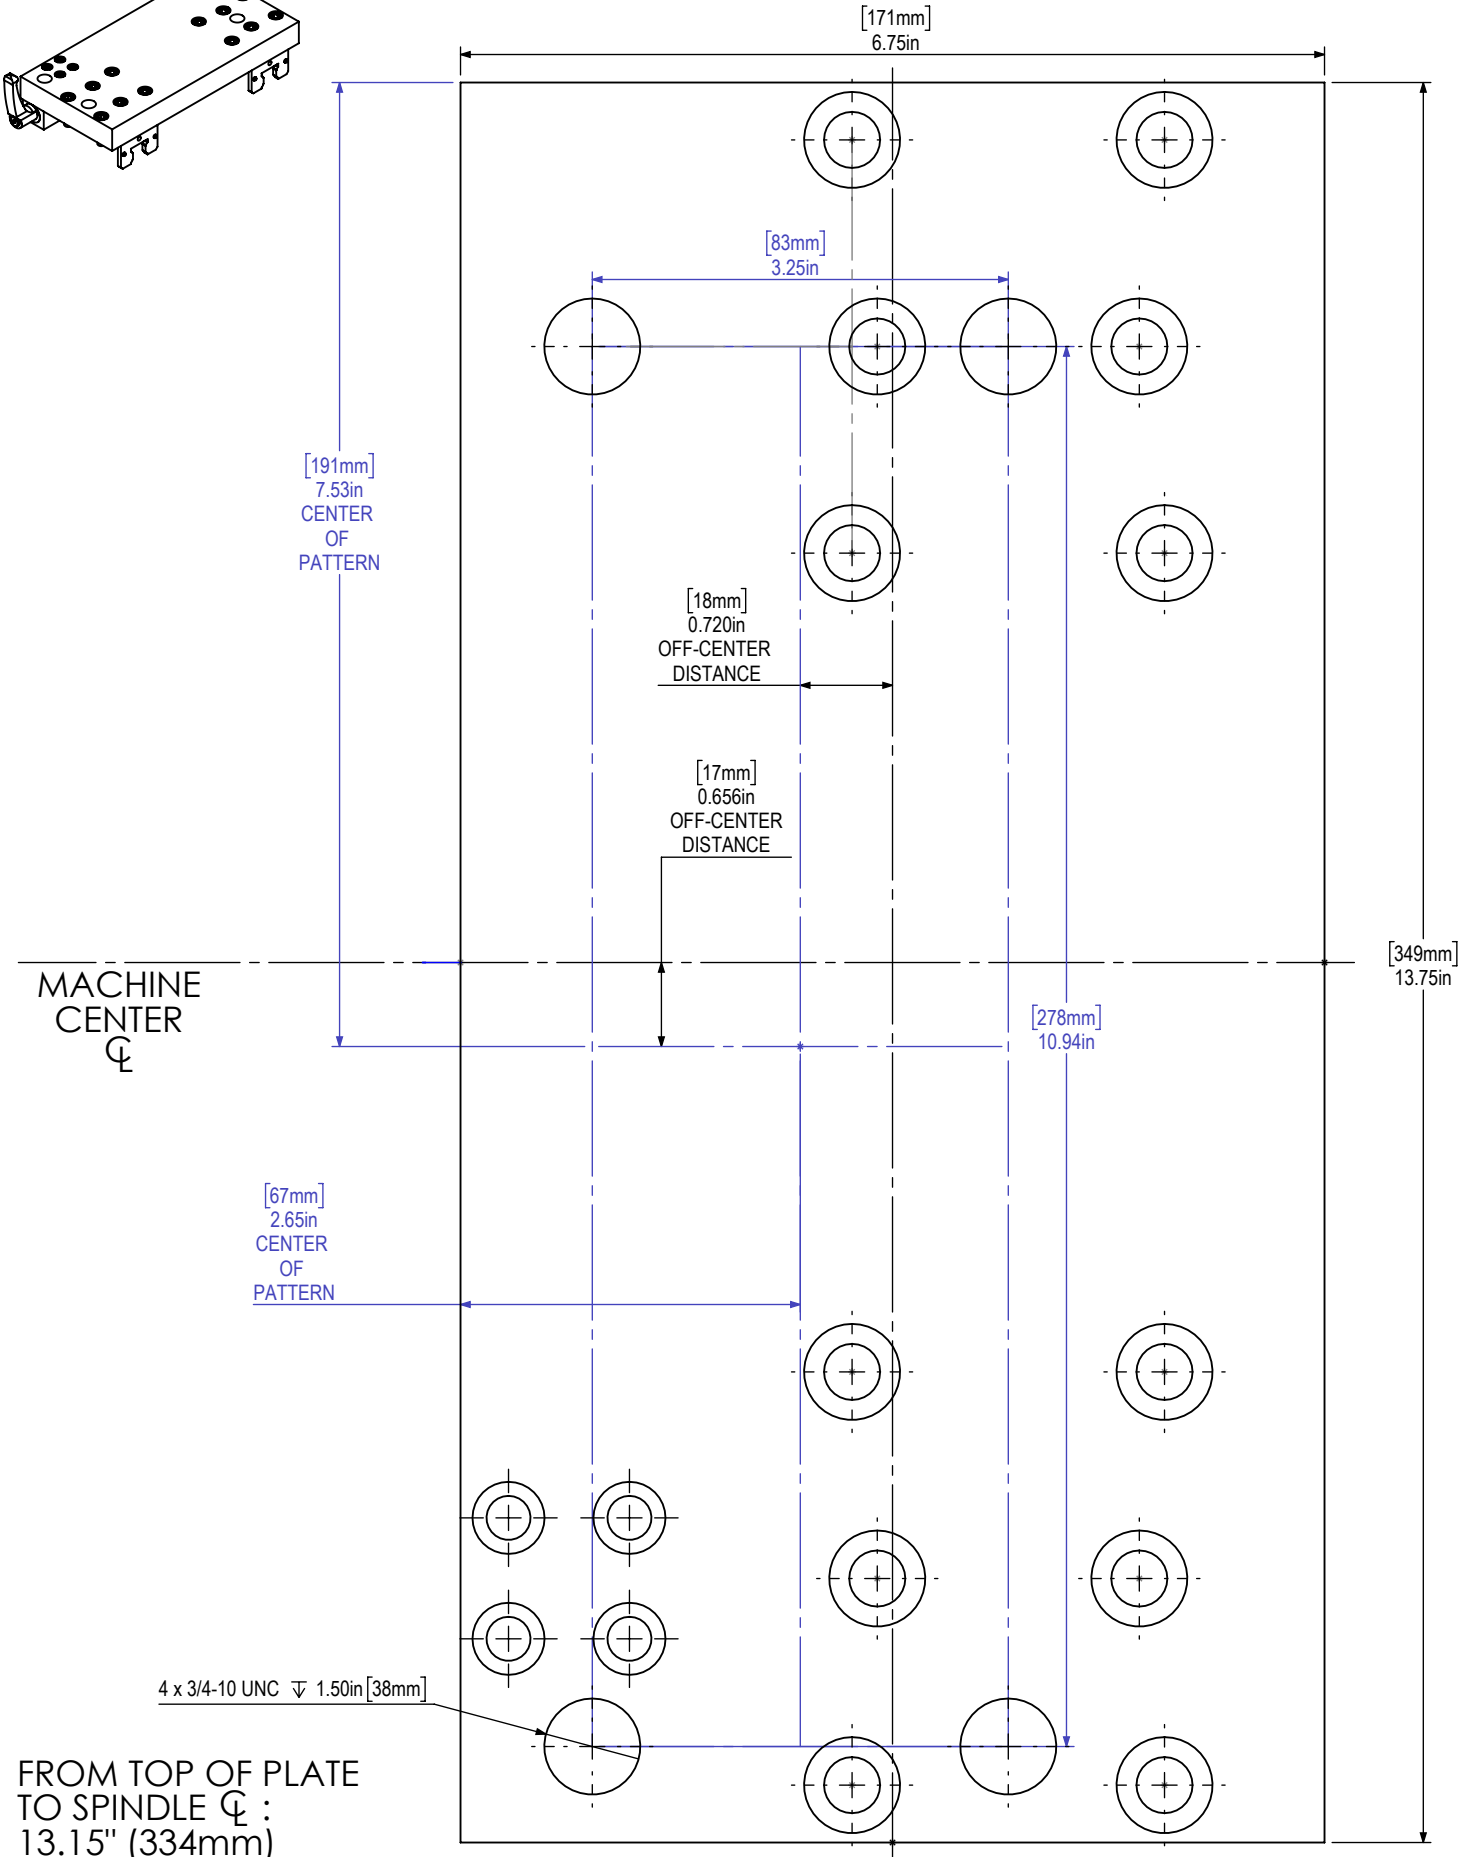 [171mm]
6.75in
[83mm]
3.25in
[191mm]
7.53in
CENTER
OF
PATTERN
[18mm]
0.720in
OFF-CENTER
DISTANCE
[17mm]
0.656in
OFF-CENTER
DISTANCE
[349mm]
13.75in
MACHINE
CENTER
℄
[278mm]
10.94in
[67mm]
2.65in
CENTER
OF
PATTERN
4 x 3/4-10 UNC ↧ 1.50in [38mm]
FROM TOP OF PLATE
TO SPINDLE ℄ :
13.15" (334mm)